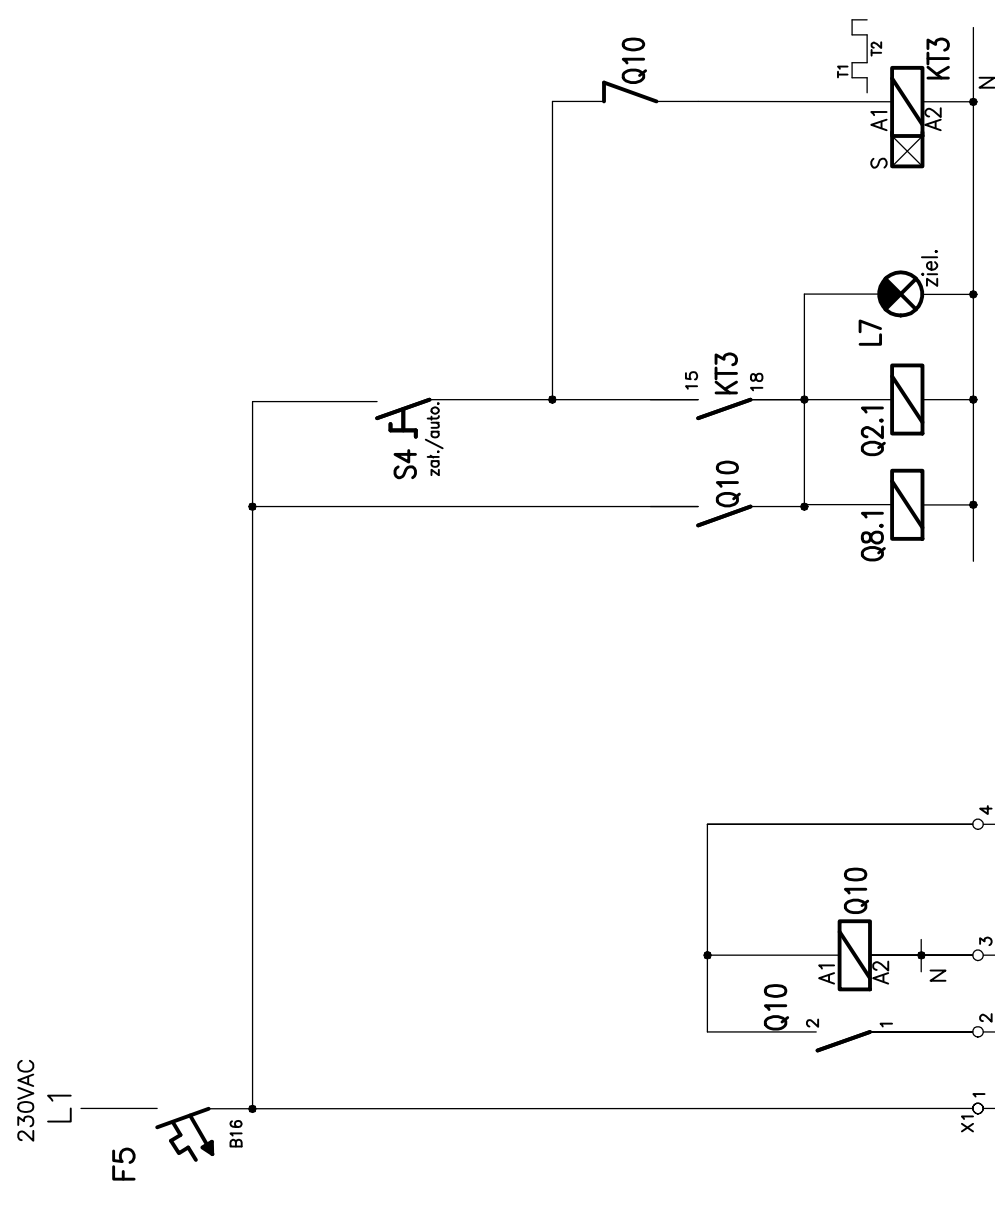 230VAC
L1
F5
B16
X1
1
2
3
4
Q10
2
1
Q10
A1
A2
N
S4
zał./auto.
Q10
KT3
15
18
Q10
Q8.1
Q2.1
L7
ziel.
S
A1
A2
KT3
T1
T2
N